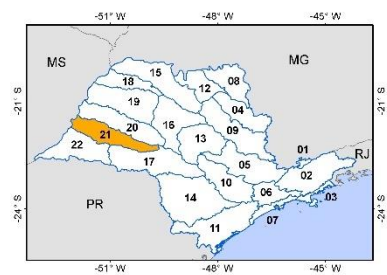 -51° W -48° W -45° W
MS
MG
15
18 08
12
-21° S -21° S
19 04
20 16 09
21 13
22 05 01 RJ
17 02
10 06
03
14
-24° S -24° S
PR 07
11
-51° W -48° W -45° W